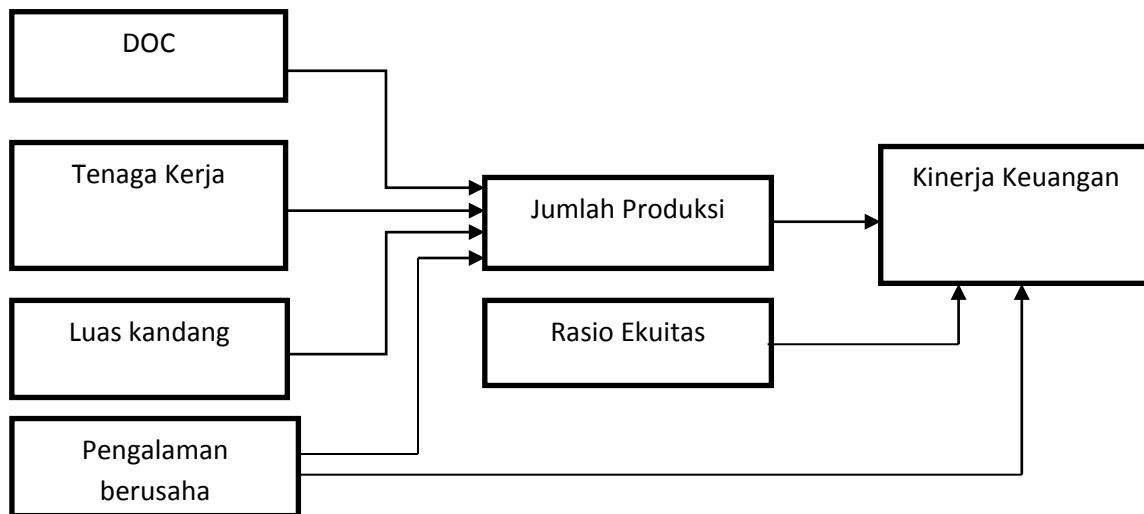 DOC
Tenaga Kerja
Luas kandang
Pengalaman
berusaha
Jumlah Produksi
Rasio Ekuitas
Kinerja Keuangan